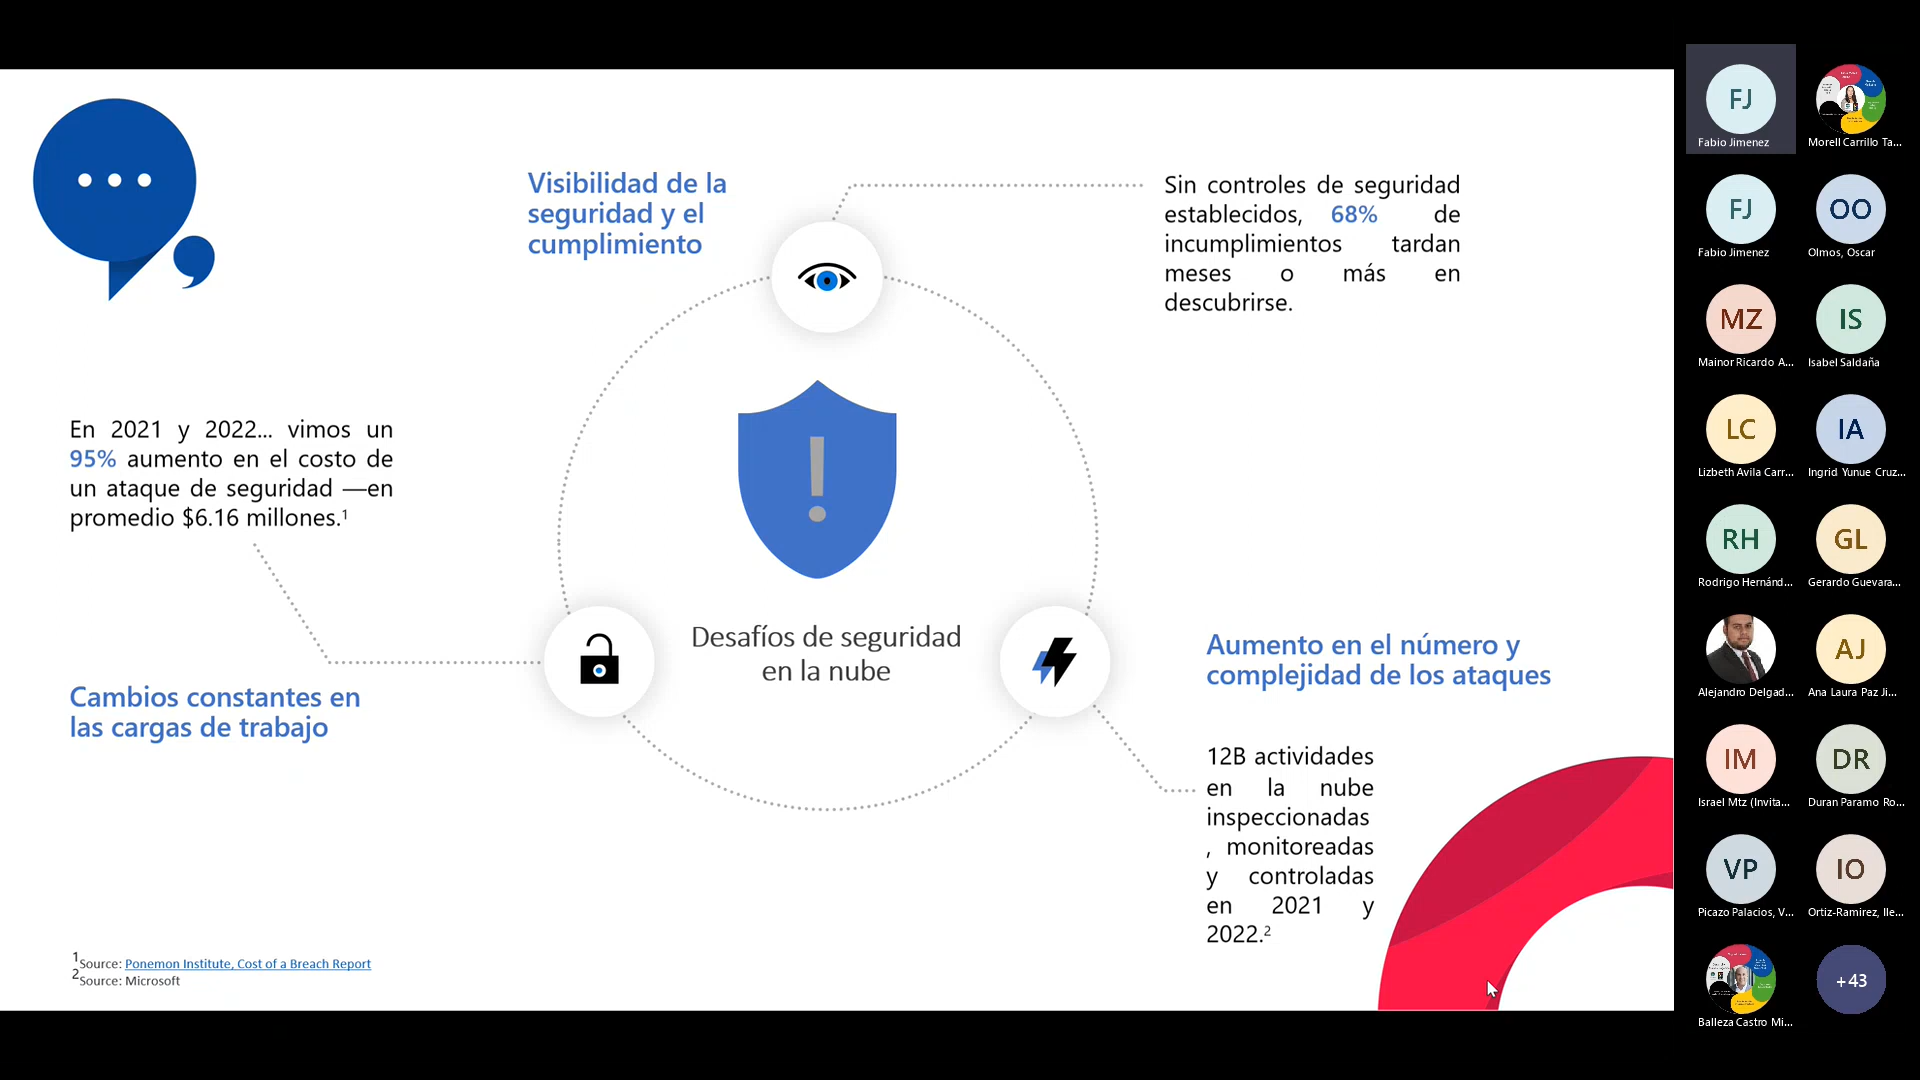 Visibilidad de la
seguridad y el
cumplimiento
Sin controles de seguridad
establecidos, 68% de
incumplimientos tardan
meses o más en
descubrirse.
En 2021 y 2022... vimos un
95% aumento en el costo de
un ataque de seguridad —en
promedio $6.16 millones.1
Cambios constantes en
las cargas de trabajo
Desafíos de seguridad
en la nube
Aumento en el número y
complejidad de los ataques
12B actividades
en la nube
inspeccionadas
, monitoreadas
y controladas
en 2021 y
2022.2
1Source: Ponemon Institute, Cost of a Breach Report
2Source: Microsoft
FJ
Fabio Jimenez
Morell Carrillo Ta...
FJ
Fabio Jimenez
OO
Olmos, Oscar
MZ
Mainor Ricardo A...
IS
Isabel Saldaña
LC
Lizbeth Avila Carr...
IA
Ingrid Yunue Cruz...
RH
Rodrigo Hernánd...
GL
Gerardo Guevara...
Alejandro Delgad...
AJ
Ana Laura Paz Ji...
IM
Israel Mtz (Invita...
DR
Duran Paramo Ro...
VP
Picazo Palacios, V...
IO
Ortiz-Ramirez, Ile...
Balleza Castro Mi...
+43